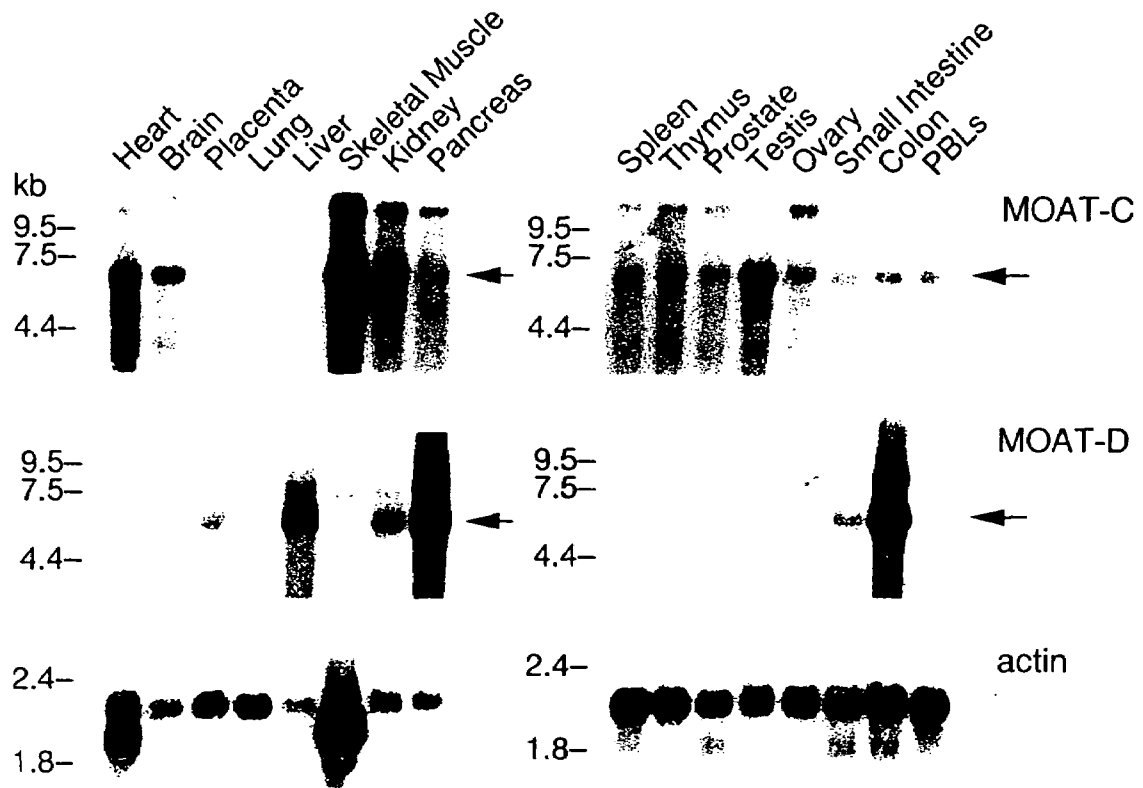 Heart Brain Placenta Lung Liver Skeletal Muscle Kidney Pancreas
Spleen Thymus Prostate Testis Ovary Small Intestine Colon PBLs
kb
9.5–
7.5–
4.4–
9.5–
7.5–
4.4–
MOAT-C
9.5–
7.5–
4.4–
9.5–
7.5–
4.4–
MOAT-D
2.4–
1.8–
2.4–
1.8–
actin